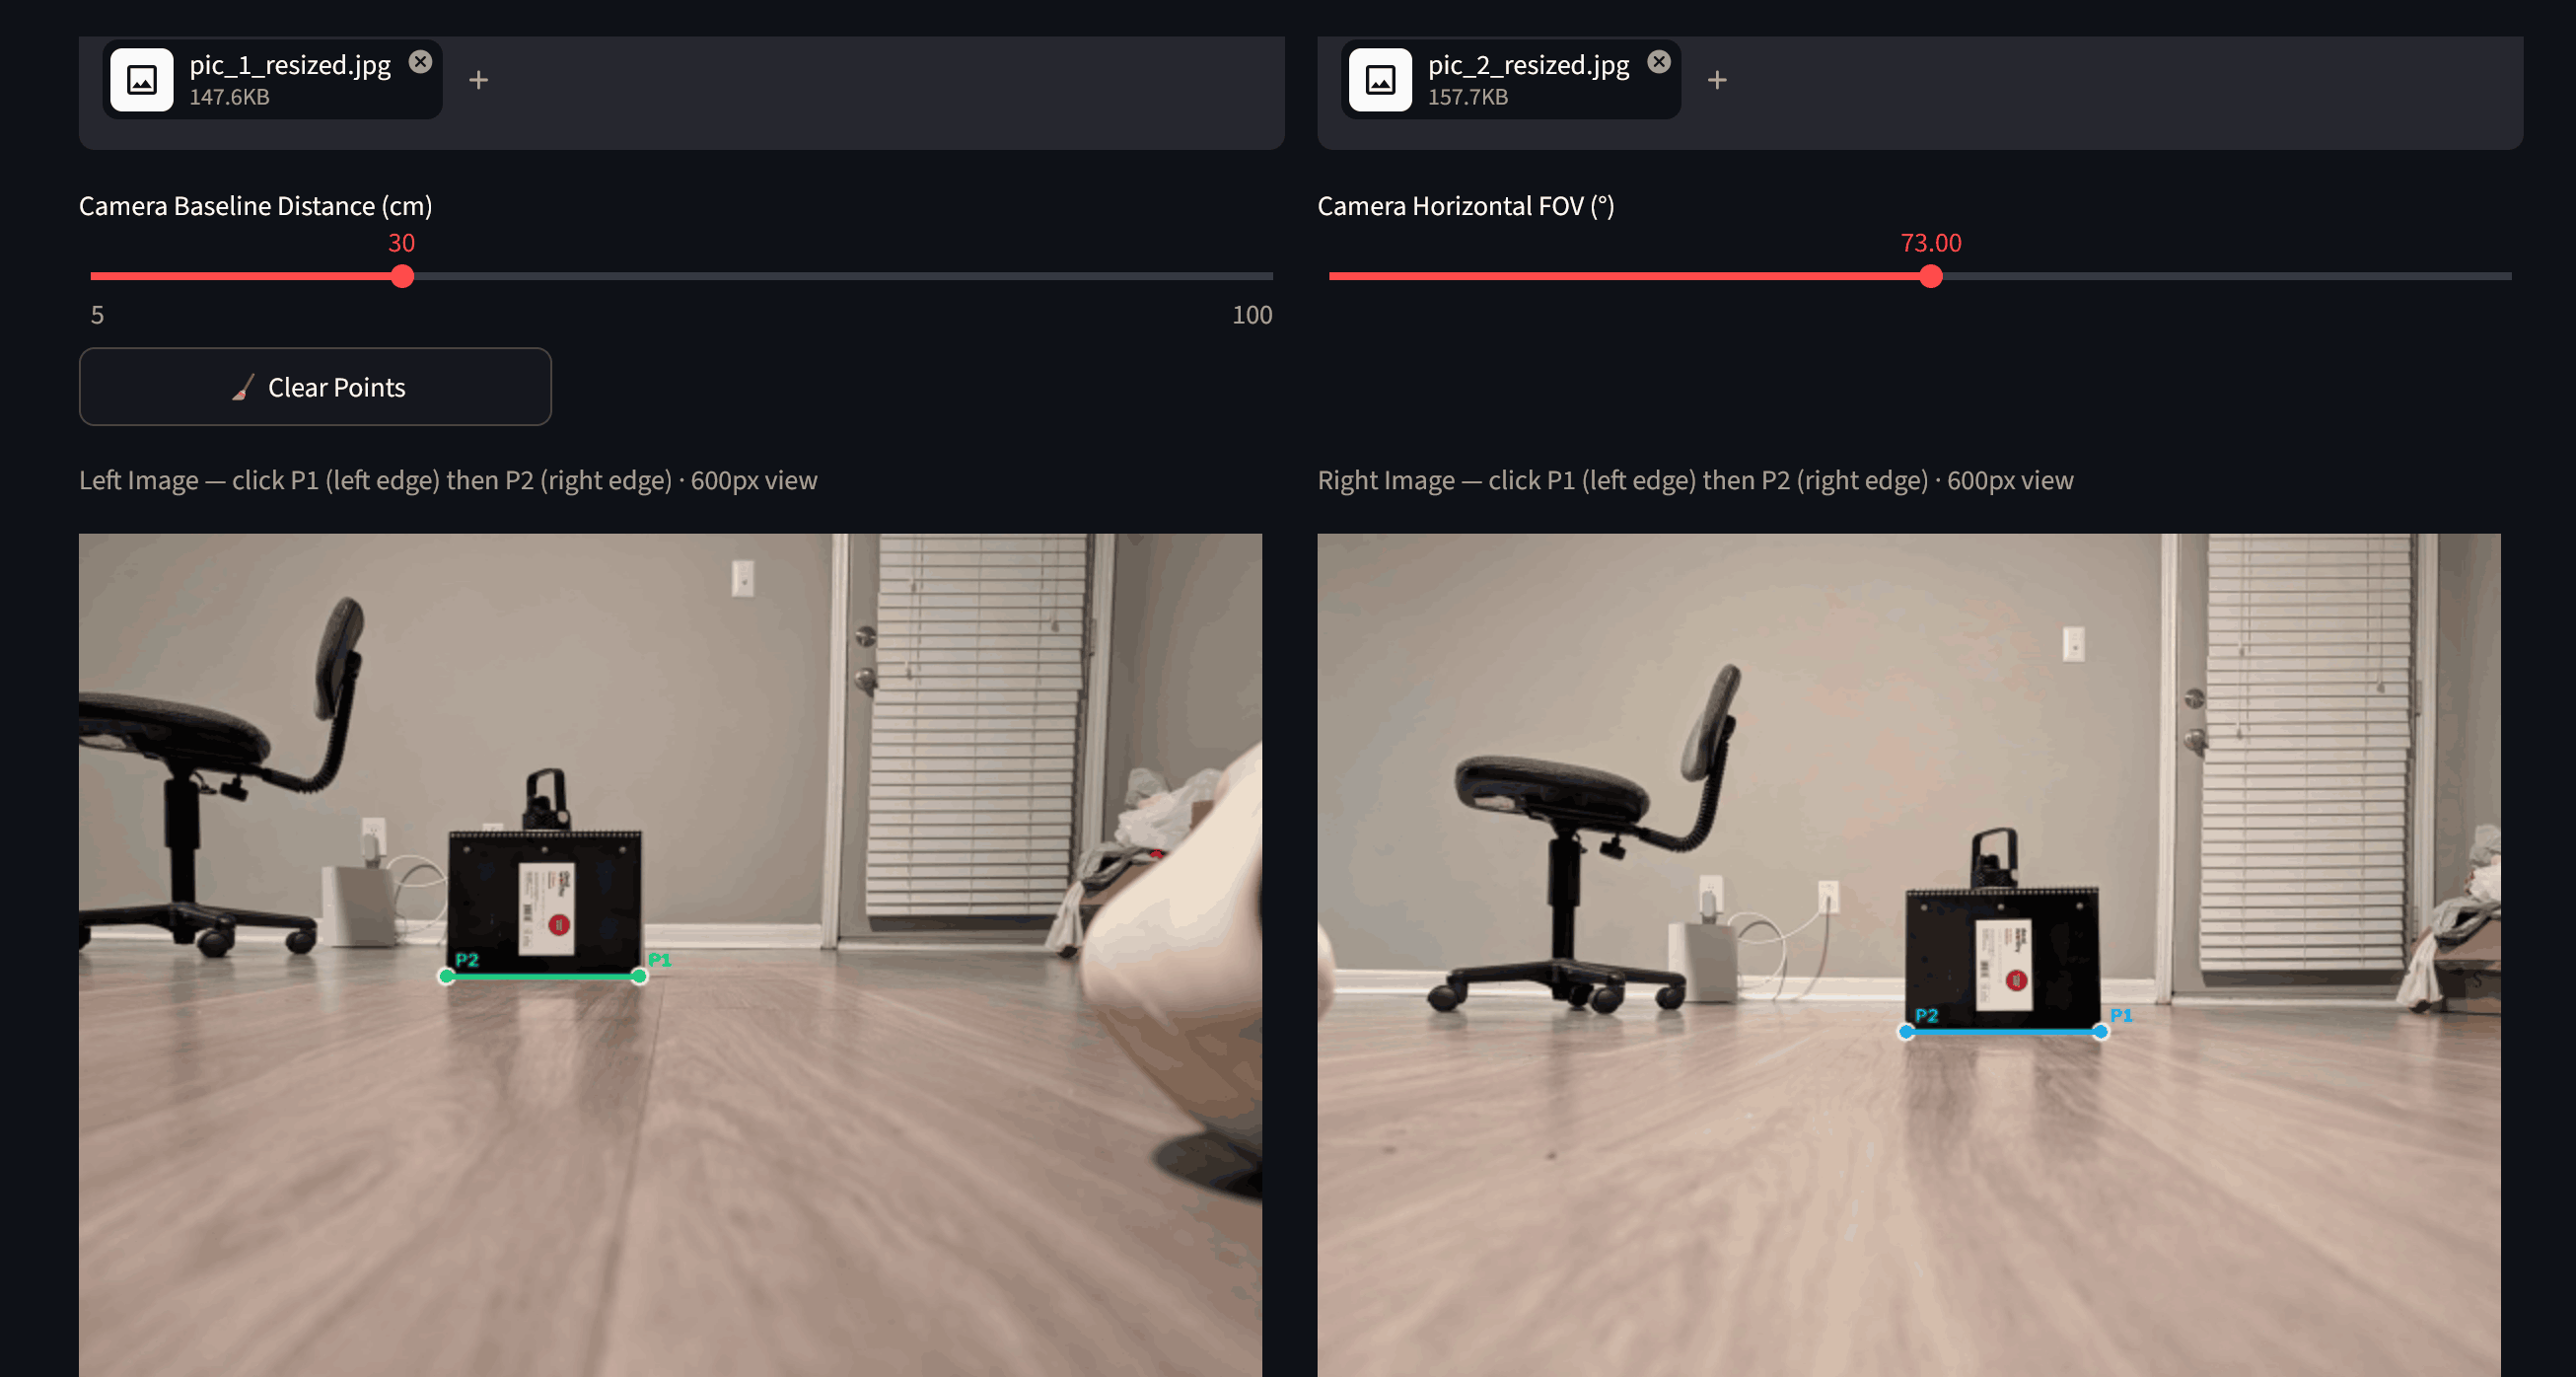 pic_1_resized.jpg
147.6KB
pic_2_resized.jpg
157.7KB
Camera Baseline Distance (cm)
30
5
100
Camera Horizontal FOV (°)
73.00
Clear Points
Left Image — click P1 (left edge) then P2 (right edge) · 600px view
Right Image — click P1 (left edge) then P2 (right edge) · 600px view
P2
P1
P2
P1